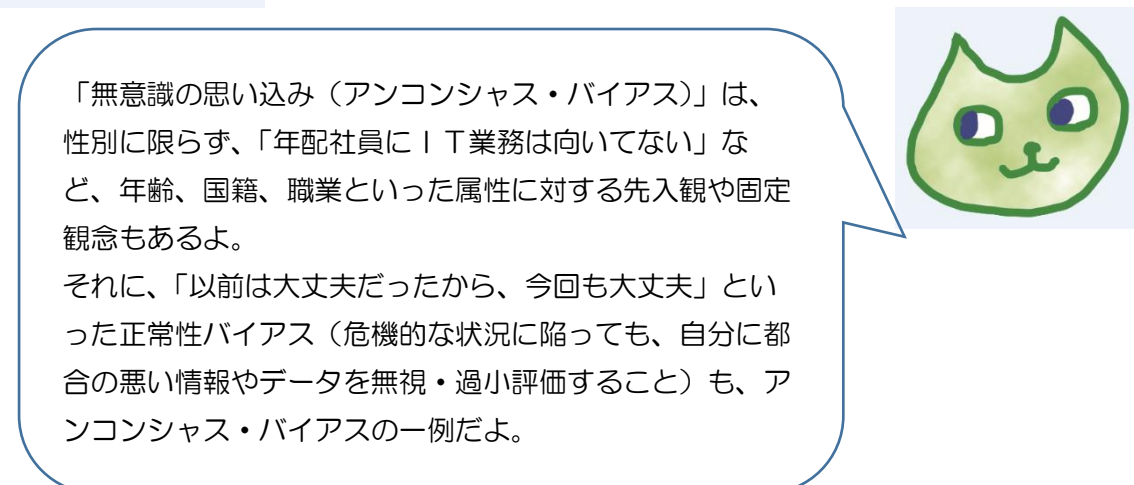 「無意識の思い込み（アンコンシャス・バイアス）」は、
性別に限らず、「年配社員にＩＴ業務は向いてない」な
ど、年齢、国籍、職業といった属性に対する先入観や固定
観念もあるよ。
それに、「以前は大丈夫だったから、今回も大丈夫」とい
った正常性バイアス（危機的な状況に陥っても、自分に都
合の悪い情報やデータを無視・過小評価すること）も、ア
ンコンシャス・バイアスの一例だよ。